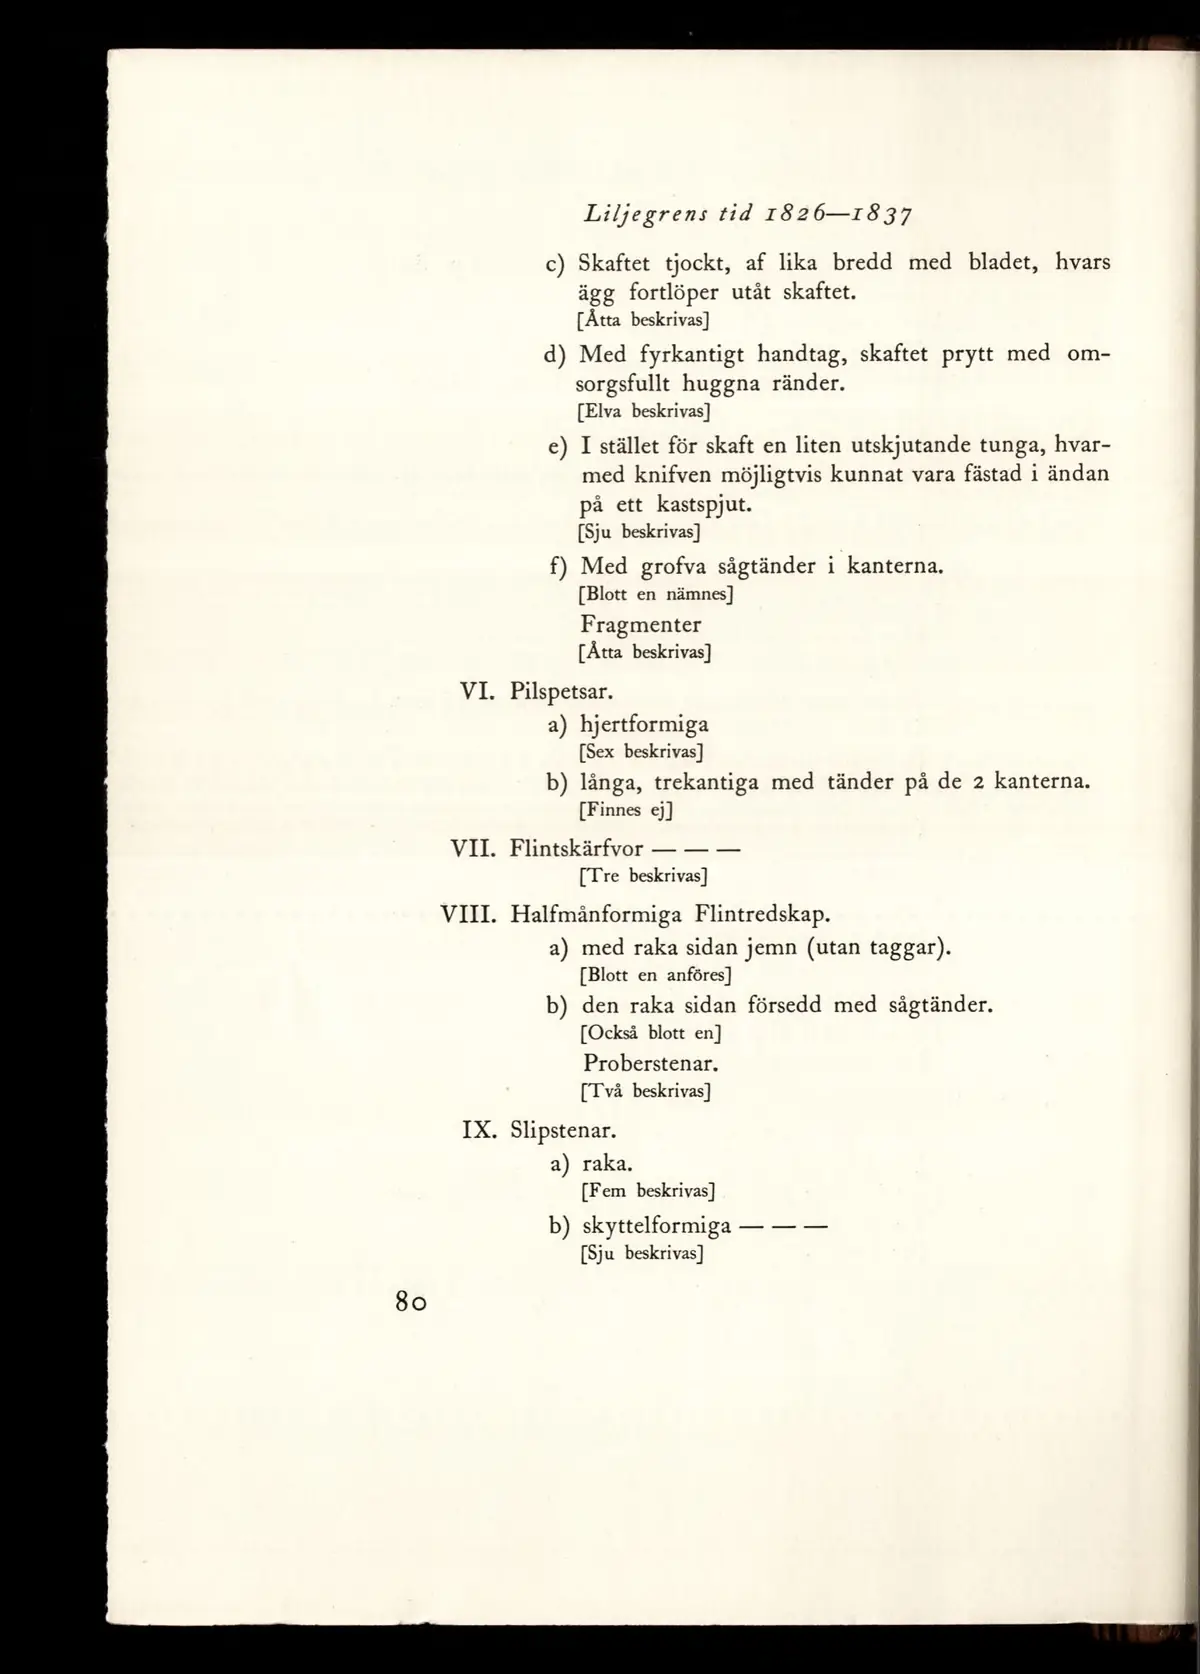 Liljegrens tid 1826—1837
c) Skaftet tjockt, af lika bredd med bladet, hvars
ägg fortlöper utåt skaftet.
[Åtta beskrivas]
d) Med fyrkantigt handtag, skaftet prytt med om-
sorgsfullt huggna ränder.
[Elva beskrivas]
e) I stället för skaft en liten utskjutande tunga, hvar-
med knifven möjligtvis kunnat vara fästad i ändan
på ett kastspjut.
[Sju beskrivas]
f) Med grofva sågtänder i kanterna.
[Blott en nämnes]
Fragmenter
[Åtta beskrivas]
VI. Pilspetsar.
a) hjertformiga
[Sex beskrivas]
b) långa, trekantiga med tänder på de 2 kanterna.
[Finnes ej]
VII. Flintskärfvor — — —
[Tre beskrivas]
VIII. Halfmånformiga Flintredskap.
a) med raka sidan jemn (utan taggar).
[Blott en anföres]
b) den raka sidan försedd med sågtänder.
[Också blott en]
Proberstenar.
[Två beskrivas]
IX. Slipstenar.
a) raka.
[Fem beskrivas]
b) skyttelformiga — — —
[Sju beskrivas]
80